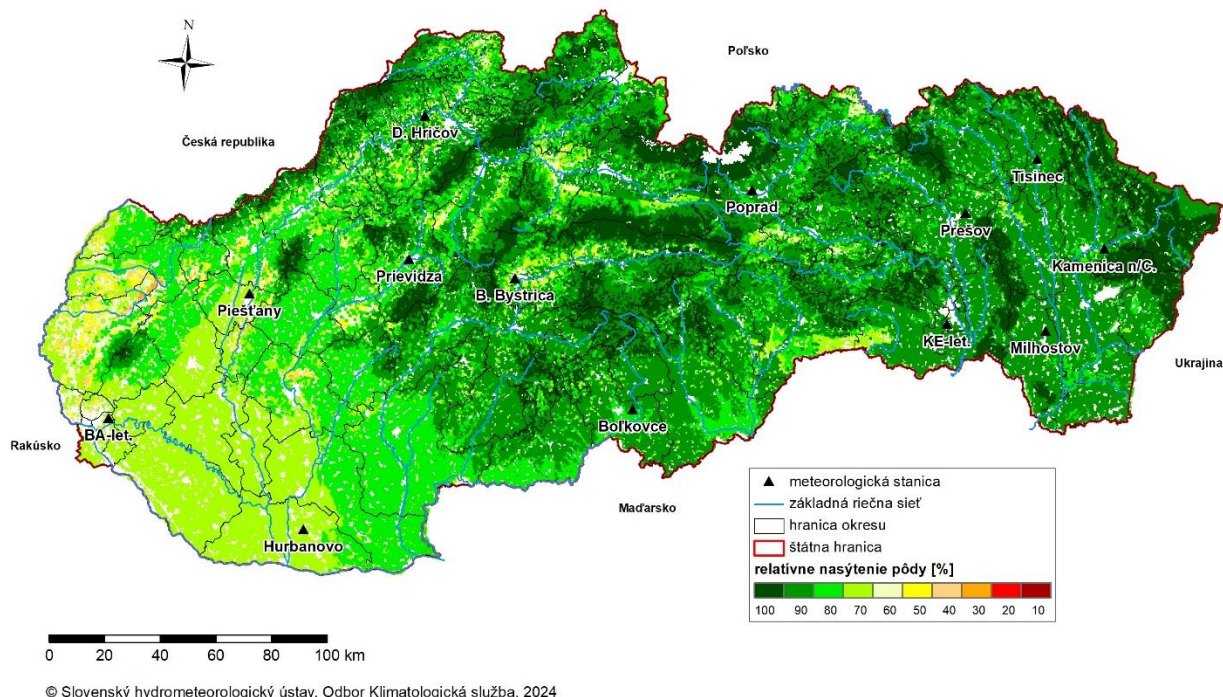 N
Poľsko
Česká republika
D. Hričov
Tisinec
Poprad
Prešov
Kamenica n/C.
Prievidza
B. Bystrica
Piešťany
KE-let.
Milhostov
Ukrajina
BA-let.
Boľkovce
Rakúsko
Maďarsko
Hurbanovo
meteorologická stanica
základná riečna sieť
hranica okresu
štátna hranica
relatívne nasýtenie pôdy [%]
100 90 80 70 60 50 40 30 20 10
0 20 40 60 80 100 km
© Slovenský hydrometeorologický ústav, Odbor Klimatologická služba, 2024